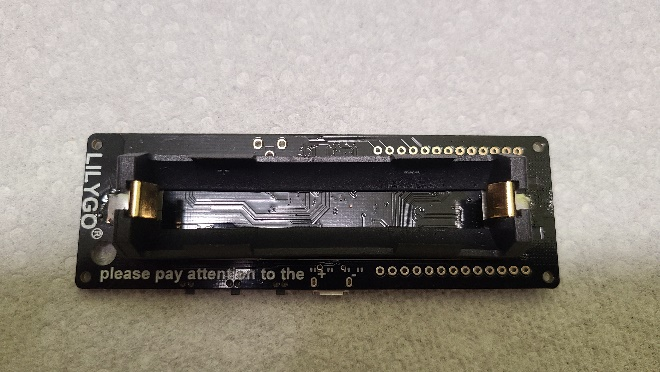 LILYGO®
please pay attention to the "+" "-"